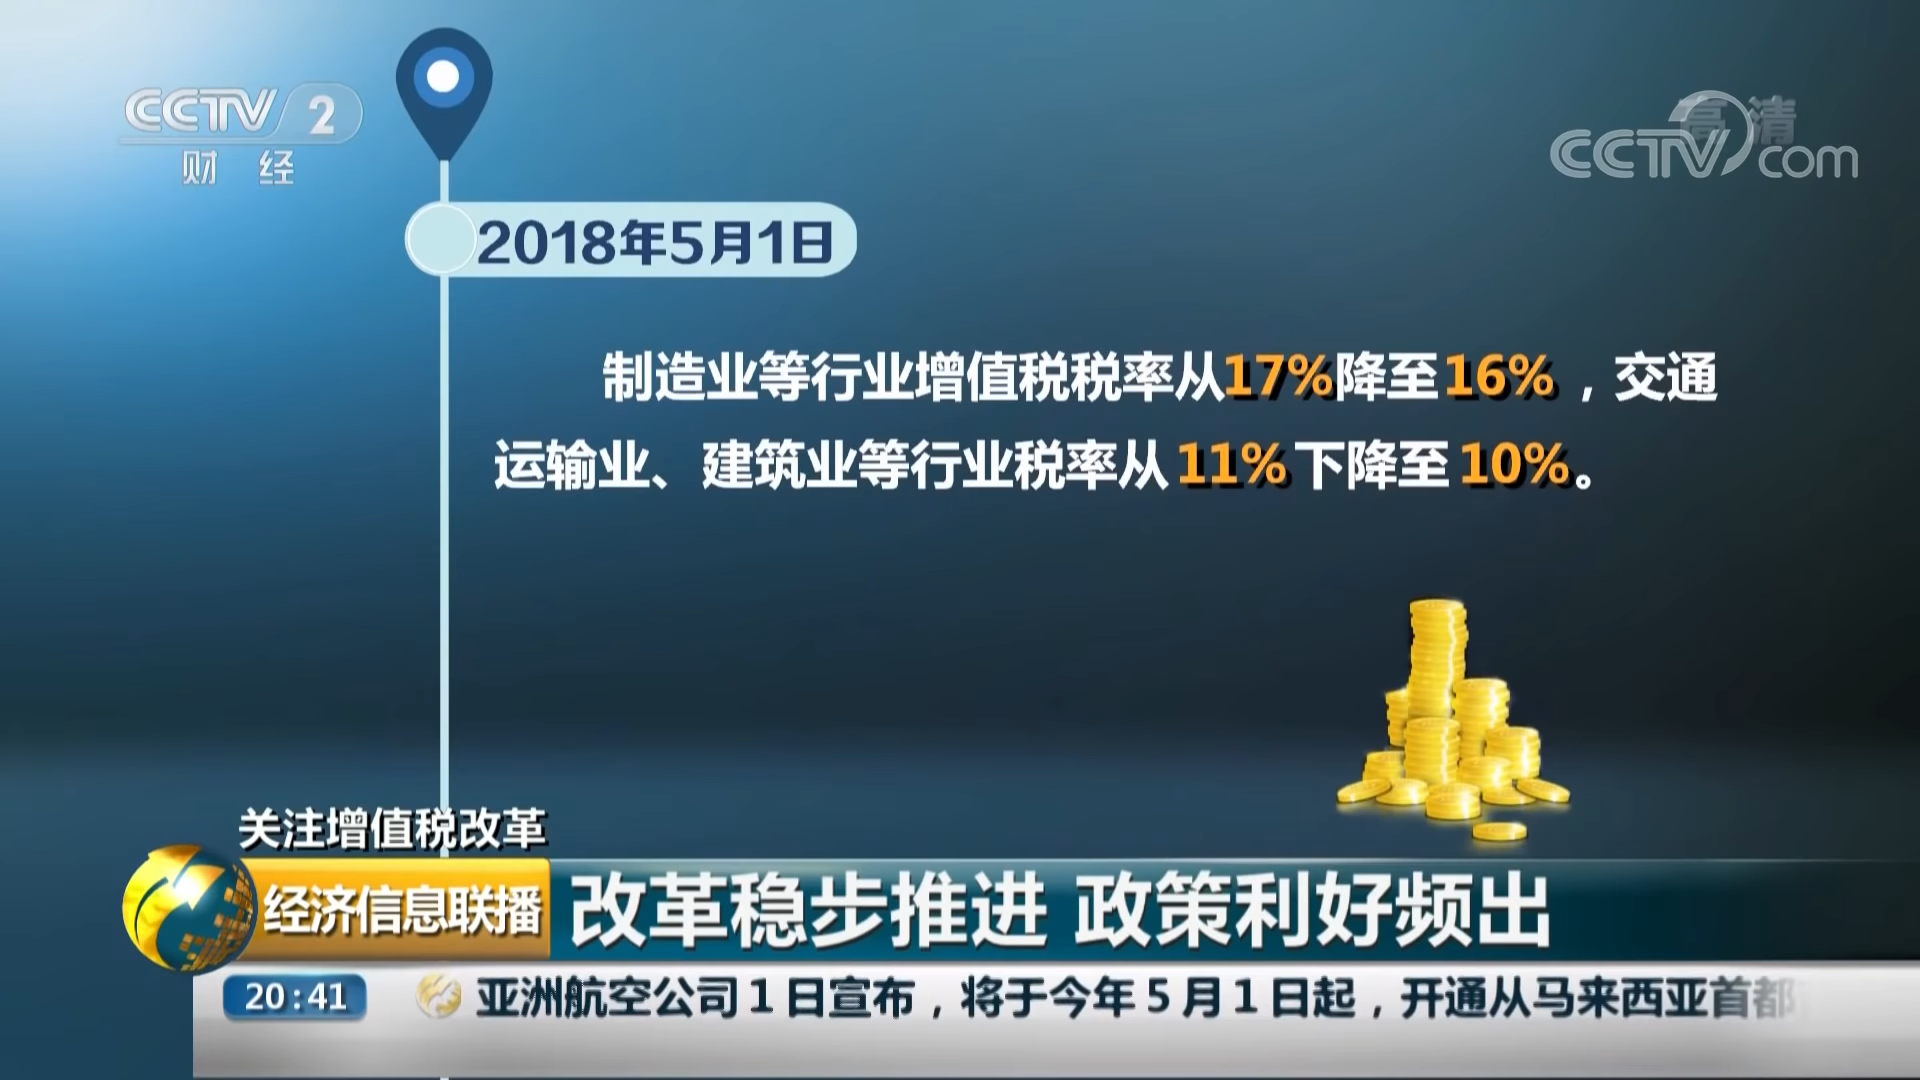 CCTV 2
财 经
高清
CCTV.com
2018年5月1日
制造业等行业增值税税率从17%降至16%，交通
运输业、建筑业等行业税率从11%下降至10%。
关注增值税改革
经济信息联播
改革稳步推进 政策利好频出
20:41
亚洲航空公司1日宣布，将于今年5月1日起，开通从马来西亚首都